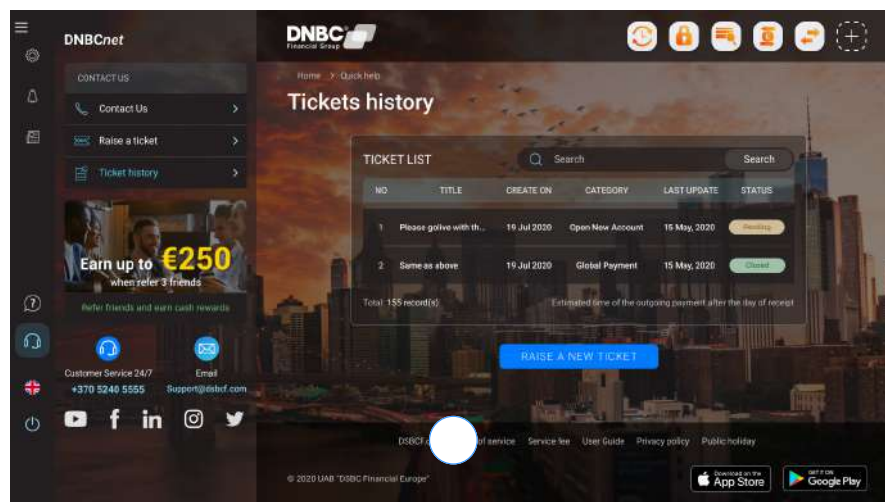 DNBCnet
CONTACT US
Contact Us
Raise a ticket
Ticket history
Earn up to €250
when refer 3 friends
Refer friends and earn cash rewards
Customer Service 24/7
+370 5240 5555
Email
Support@dsbcf.com
DNBC
Financial Group
Home > Quick help
Tickets history
TICKET LIST
Search
Search
NO TITLE CREATE ON CATEGORY LAST UPDATE STATUS
1 Please golive with th... 19 Jul 2020 Open New Account 15 May, 2020 Pending
2 Same as above 19 Jul 2020 Global Payment 15 May, 2020 Closed
Total 155 record(s) Estimated time of the outgoing payment after the day of receipt
RAISE A NEW TICKET
of service Service fee User Guide Privacy policy Public holiday
© 2020 UAB "DSBC Financial Europe"
Download on the
App Store
GET IT ON
Google Play